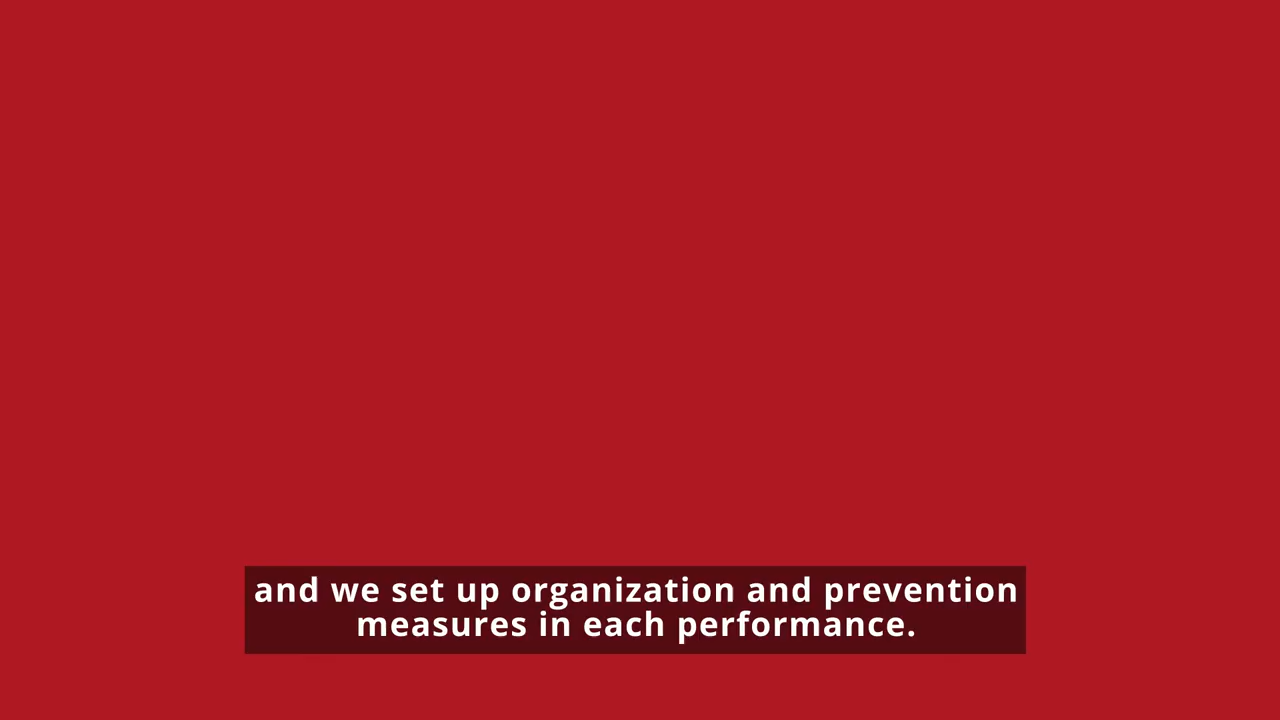 and we set up organization and prevention
measures in each performance.